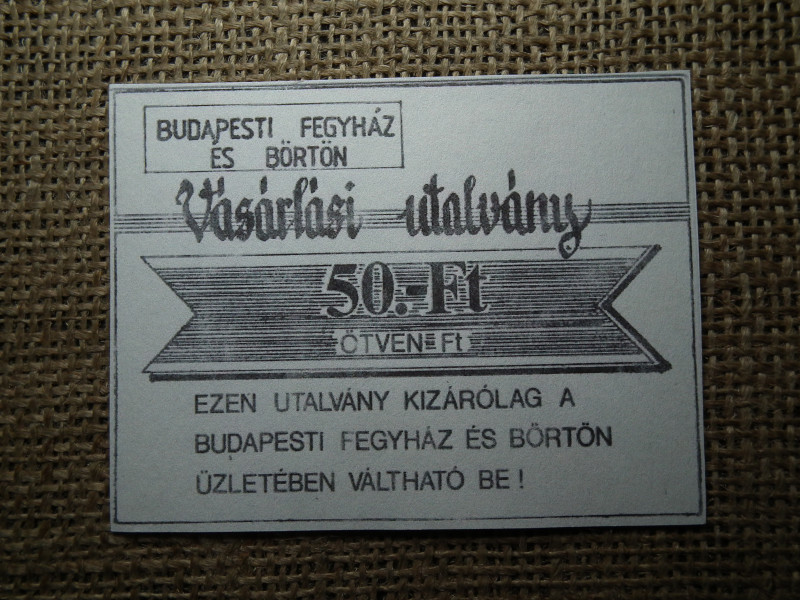 BUDAPESTI FEGYHÁZ
ÉS BÖRTÖN
Vásárlási utalvány
50.-Ft
ÖTVEN=Ft
EZEN UTALVÁNY KIZÁRÓLAG A
BUDAPESTI FEGYHÁZ ÉS BÖRTÖN
ÜZLETÉBEN VÁLTHATÓ BE!